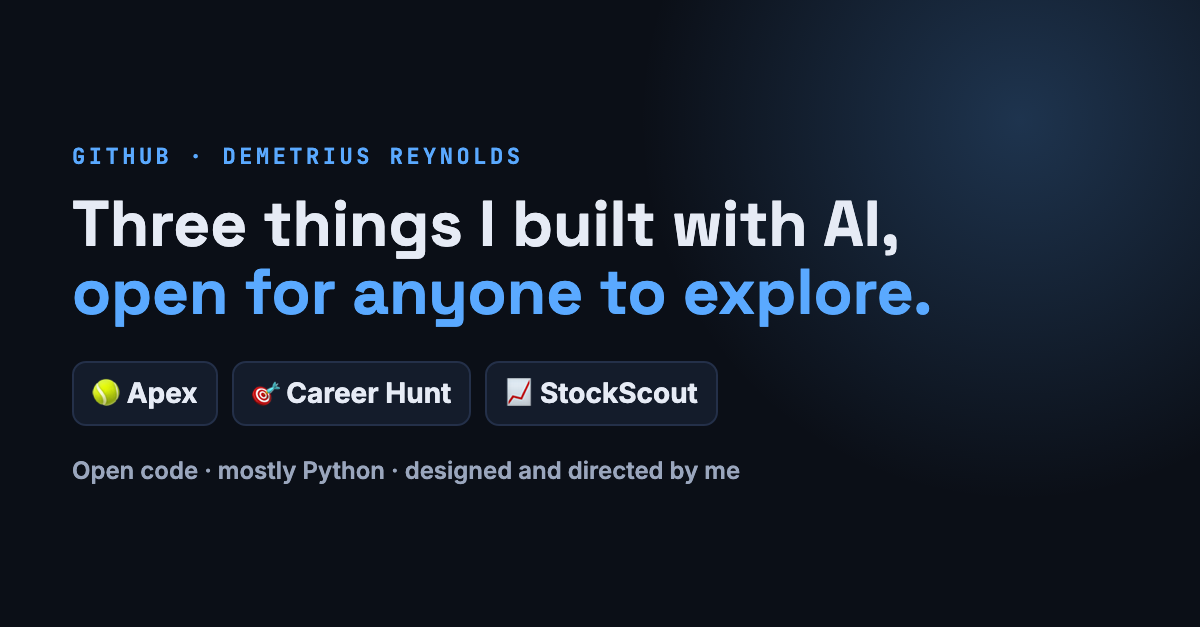 GITHUB · DEMETRIUS REYNOLDS
Three things I built with AI,
open for anyone to explore.
🎾 Apex 🎯 Career Hunt 📈 StockScout
Open code · mostly Python · designed and directed by me